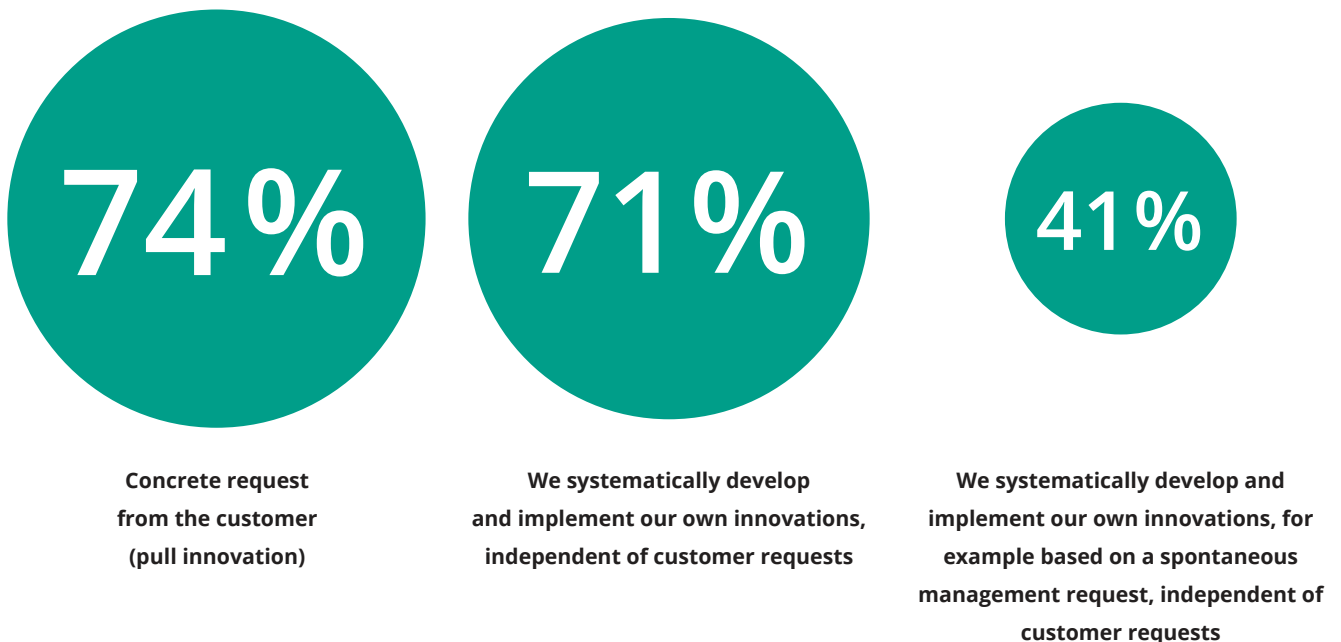 74%
71%
41%
Concrete request
from the customer
(pull innovation)
We systematically develop
and implement our own innovations,
independent of customer requests
We systematically develop and
implement our own innovations, for
example based on a spontaneous
management request, independent of
customer requests